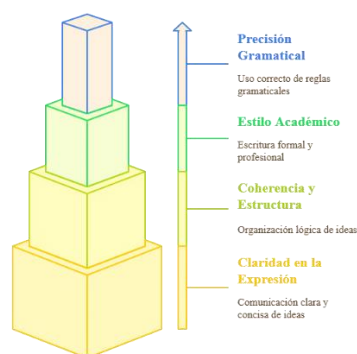 Precisión
Gramatical
Uso correcto de reglas
gramaticales
Estilo Académico
Escritura formal y
profesional
Coherencia y
Estructura
Organización lógica de ideas
Claridad en la
Expresión
Comunicación clara y
concisa de ideas